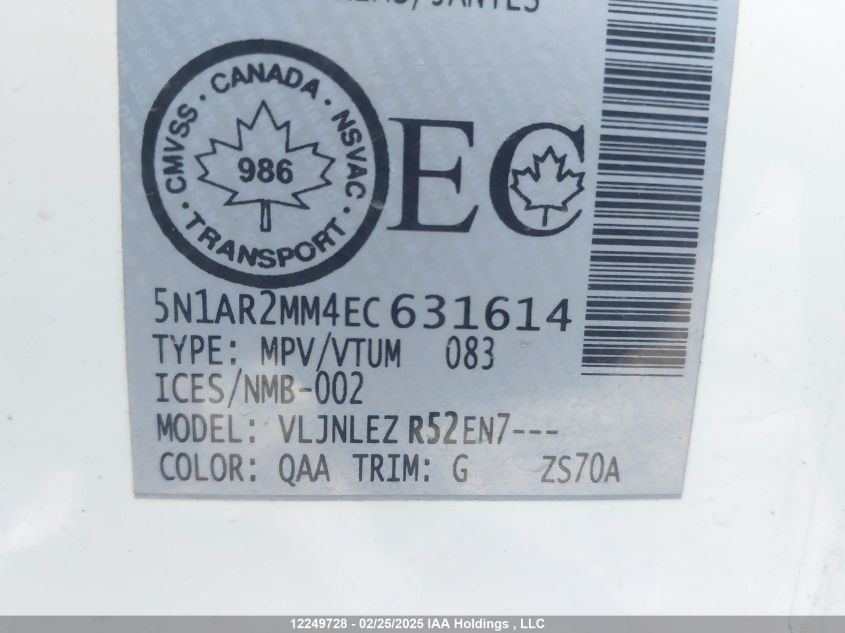 CMVSS · CANADA · NSVAC · TRANSPORT ·
986
EC
5N1AR2MM4EC631614
TYPE: MPV/VTUM 083
ICES/NMB-002
MODEL: VLJNLEZ R52EN7---
COLOR: QAA TRIM: G ZS70A
12249728 - 02/25/2025 IAA Holdings , LLC